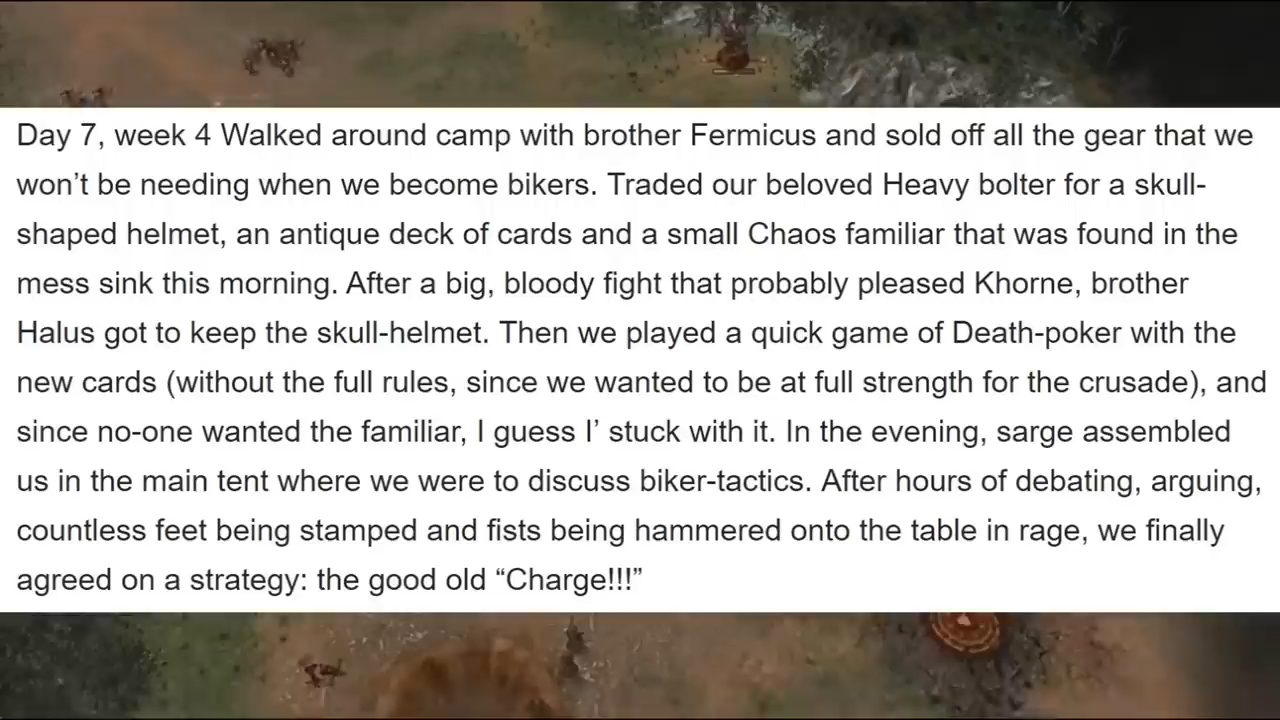 Day 7, week 4 Walked around camp with brother Fermicus and sold off all the gear that we
won’t be needing when we become bikers. Traded our beloved Heavy bolter for a skull-
shaped helmet, an antique deck of cards and a small Chaos familiar that was found in the
mess sink this morning. After a big, bloody fight that probably pleased Khorne, brother
Halus got to keep the skull-helmet. Then we played a quick game of Death-poker with the
new cards (without the full rules, since we wanted to be at full strength for the crusade), and
since no-one wanted the familiar, I guess I’ stuck with it. In the evening, sarge assembled
us in the main tent where we were to discuss biker-tactics. After hours of debating, arguing,
countless feet being stamped and fists being hammered onto the table in rage, we finally
agreed on a strategy: the good old “Charge!!!”